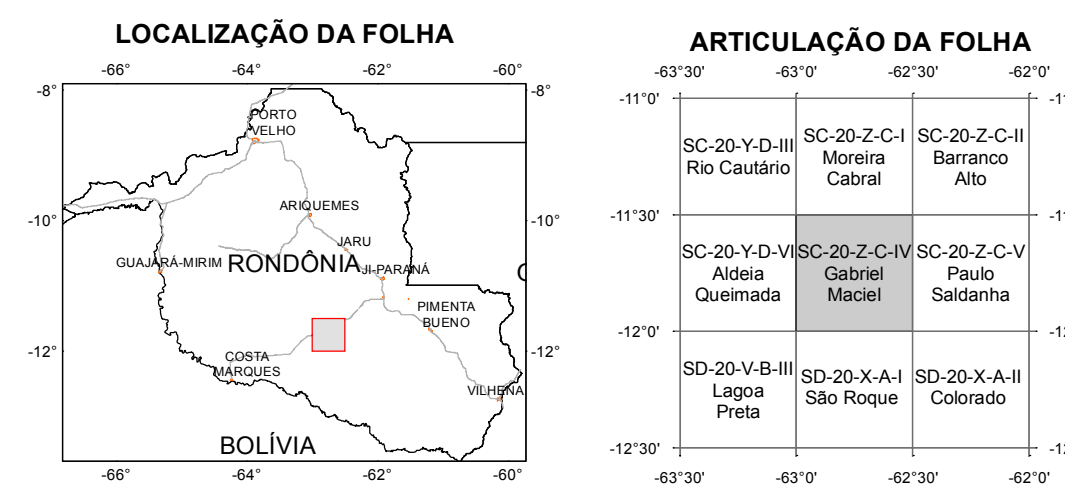 LOCALIZAÇÃO DA FOLHA
-66°
-64°
-62°
-60°
-8°
-8°
PORTO
VELHO
ARIQUEMES
-10°
-10°
JARU
GUAJARÁ-MIRIM
RONDÔNIA
JI-PARANÁ
PIMENTA
BUENO
-12°
-12°
COSTA
MARQUES
VILHENA
BOLÍVIA
-66°
-64°
-62°
-60°
ARTICULAÇÃO DA FOLHA
-63°30'
-63°0'
-62°30'
-62°0'
-11°0'
SC-20-Y-D-III
Rio Cautário
SC-20-Z-C-I
Moreira
Cabral
SC-20-Z-C-II
Barranco
Alto
-11°30'
SC-20-Y-D-VI
Aldeia
Queimada
SC-20-Z-C-IV
Gabriel
Maciel
SC-20-Z-C-V
Paulo
Saldanha
-12°0'
SD-20-V-B-III
Lagoa
Preta
SD-20-X-A-I
São Roque
SD-20-X-A-II
Colorado
-12°30'
-63°30'
-63°0'
-62°30'
-62°0'